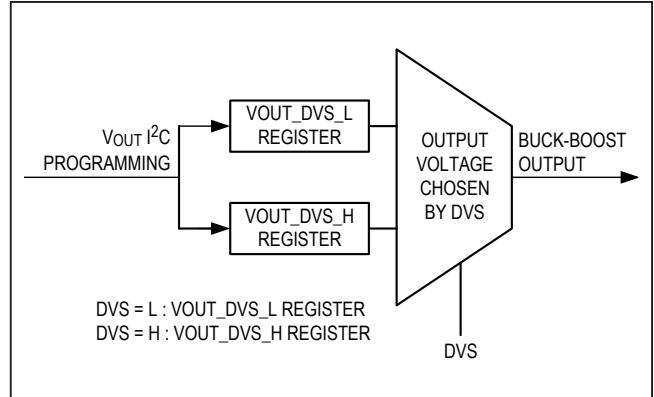 VOUT I²C
PROGRAMMING
VOUT_DVS_L
REGISTER
VOUT_DVS_H
REGISTER
OUTPUT
VOLTAGE
CHOSEN
BY DVS
BUCK-BOOST
OUTPUT
DVS = L : VOUT_DVS_L REGISTER
DVS = H : VOUT_DVS_H REGISTER
DVS